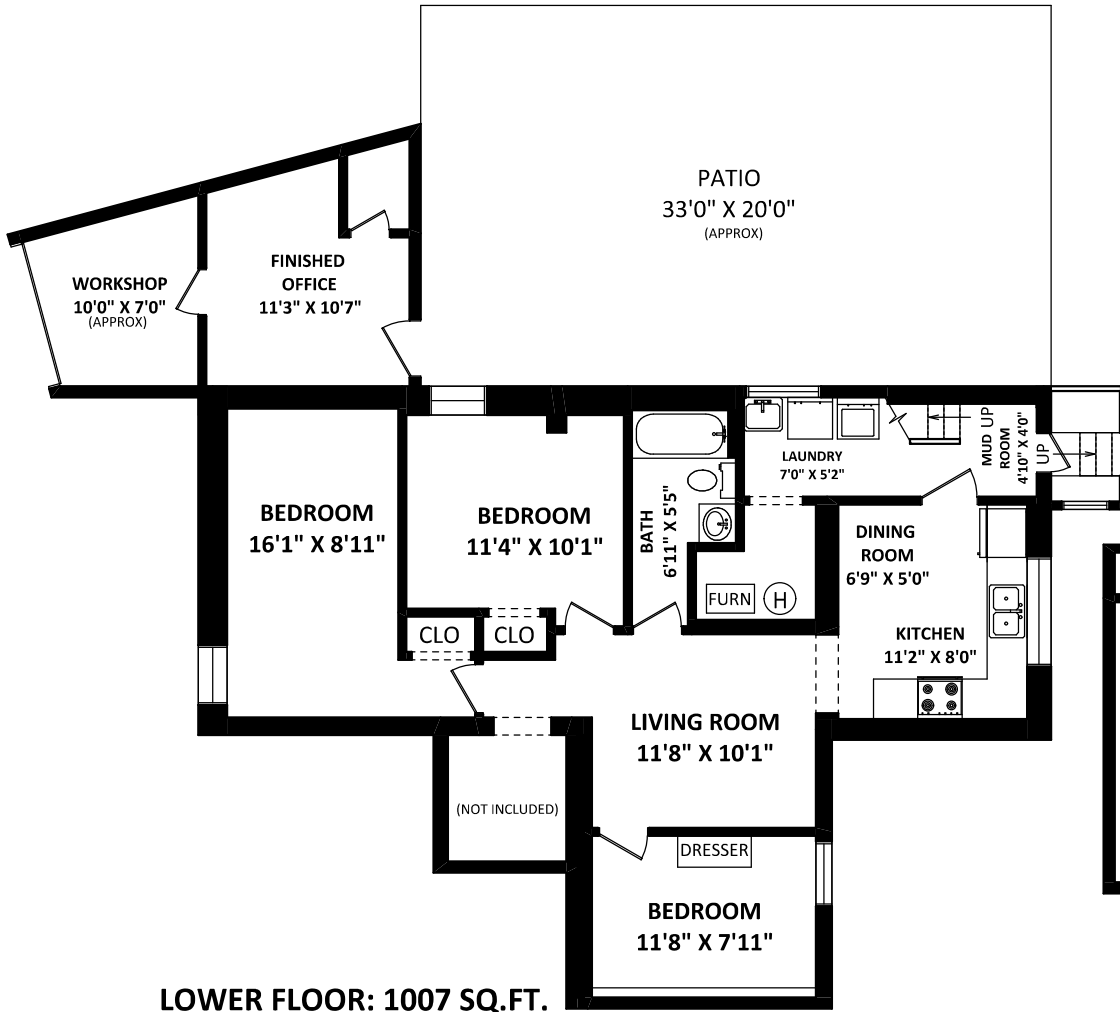 PATIO
33'0" X 20'0"
(APPROX)
FINISHED
OFFICE
11'3" X 10'7"
WORKSHOP
10'0" X 7'0"
(APPROX)
LAUNDRY
7'0" X 5'2"
UP
MUD
ROOM
4'10" X 4'0"
UP
BEDROOM
16'1" X 8'11"
BEDROOM
11'4" X 10'1"
BATH
6'11" X 5'5"
DINING
ROOM
6'9" X 5'0"
FURN
H
CLO
CLO
KITCHEN
11'2" X 8'0"
LIVING ROOM
11'8" X 10'1"
(NOT INCLUDED)
DRESSER
BEDROOM
11'8" X 7'11"
LOWER FLOOR: 1007 SQ.FT.